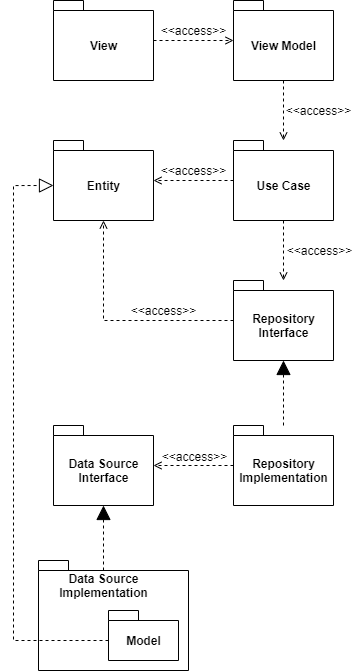 <<access>>
View
View Model
<<access>>
<<access>>
Entity
Use Case
<<access>>
<<access>>
Repository
Interface
<<access>>
Data Source
Interface
Repository
Implementation
Data Source
Implementation
Model